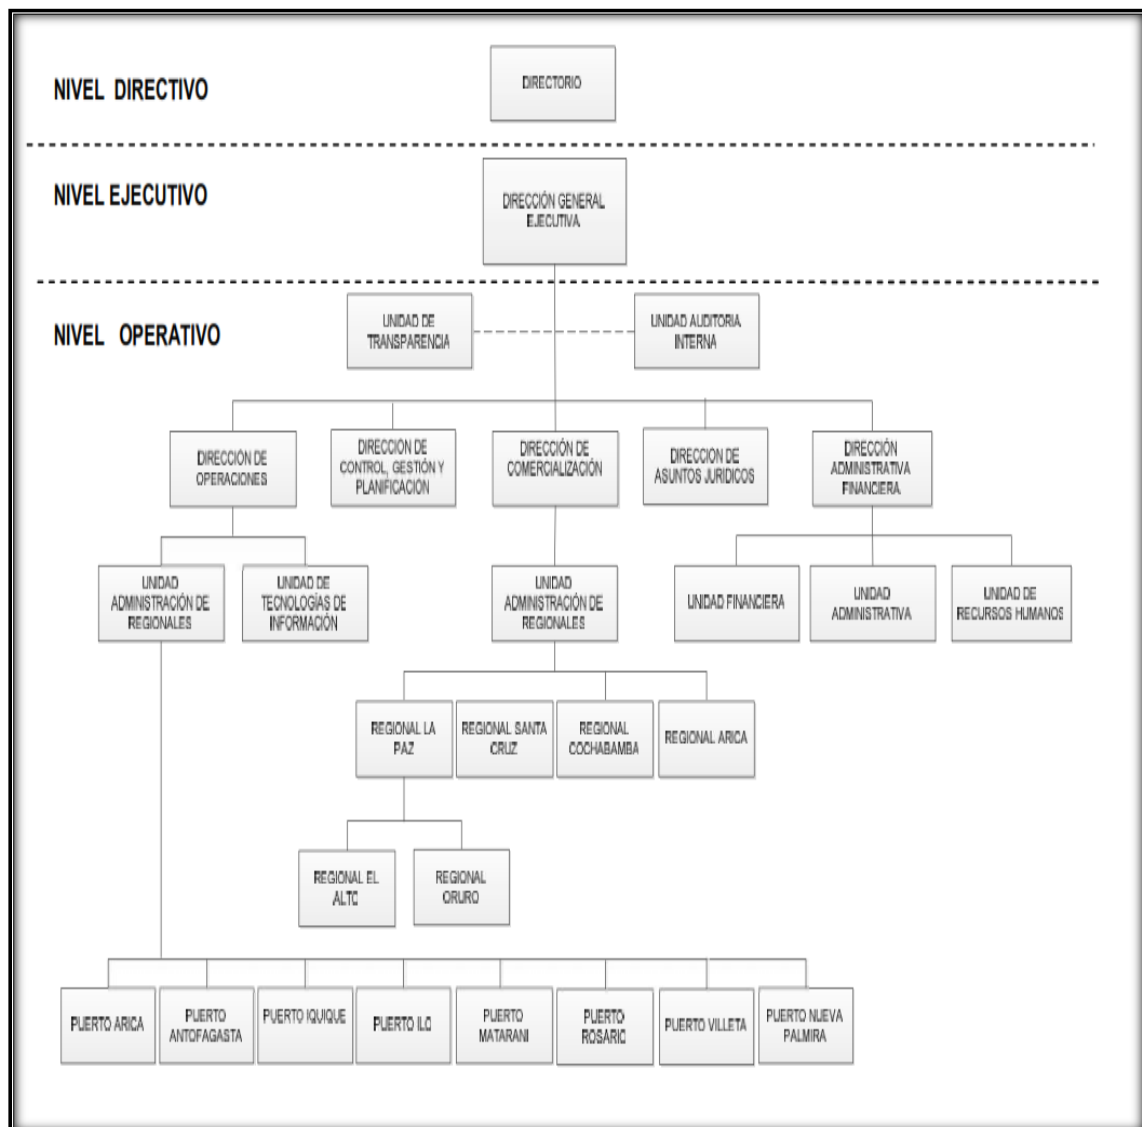 NIVEL DIRECTIVO
DIRECTORIO
NIVEL EJECUTIVO
DIRECCIÓN GENERAL
EJECUTIVA
NIVEL OPERATIVO
UNIDAD DE
TRANSPARENCIA
UNIDAD AUDITORIA
INTERNA
DIRECCIÓN DE
OPERACIONES
DIRECCION DE
CONTROL, GESTIÓN Y
PLANIFICACIÓN
DIRECCIÓN DE
COMERCIALIZACIÓN
DIRECCION DE
ASUNTOS JURIDICOS
DIRECCIÓN
ADMINISTRATIVA
FINANCIERA
UNIDAD
ADMINISTRACIÓN DE
REGIONALES
UNIDAD DE
TECNOLOGÍAS DE
INFORMACIÓN
UNIDAD
ADMINISTRACIÓN DE
REGIONALES
UNIDAD FINANCIERA
UNIDAD
ADMINISTRATIVA
UNIDAD DE
RECURSOS HUMANOS
REGIONAL LA
PAZ
REGIONAL SANTA
CRUZ
REGIONAL
COCHABAMBA
REGIONAL ARICA
REGIONAL EL
ALTO
REGIONAL
ORURO
PUERTO ARICA
PUERTO
ANTOFAGASTA
PUERTO IQUIQUE
PUERTO ILO
PUERTO
MATARANI
PUERTO
ROSARIO
PUERTO VILLETA
PUERTO NUEVA
PALMIRA